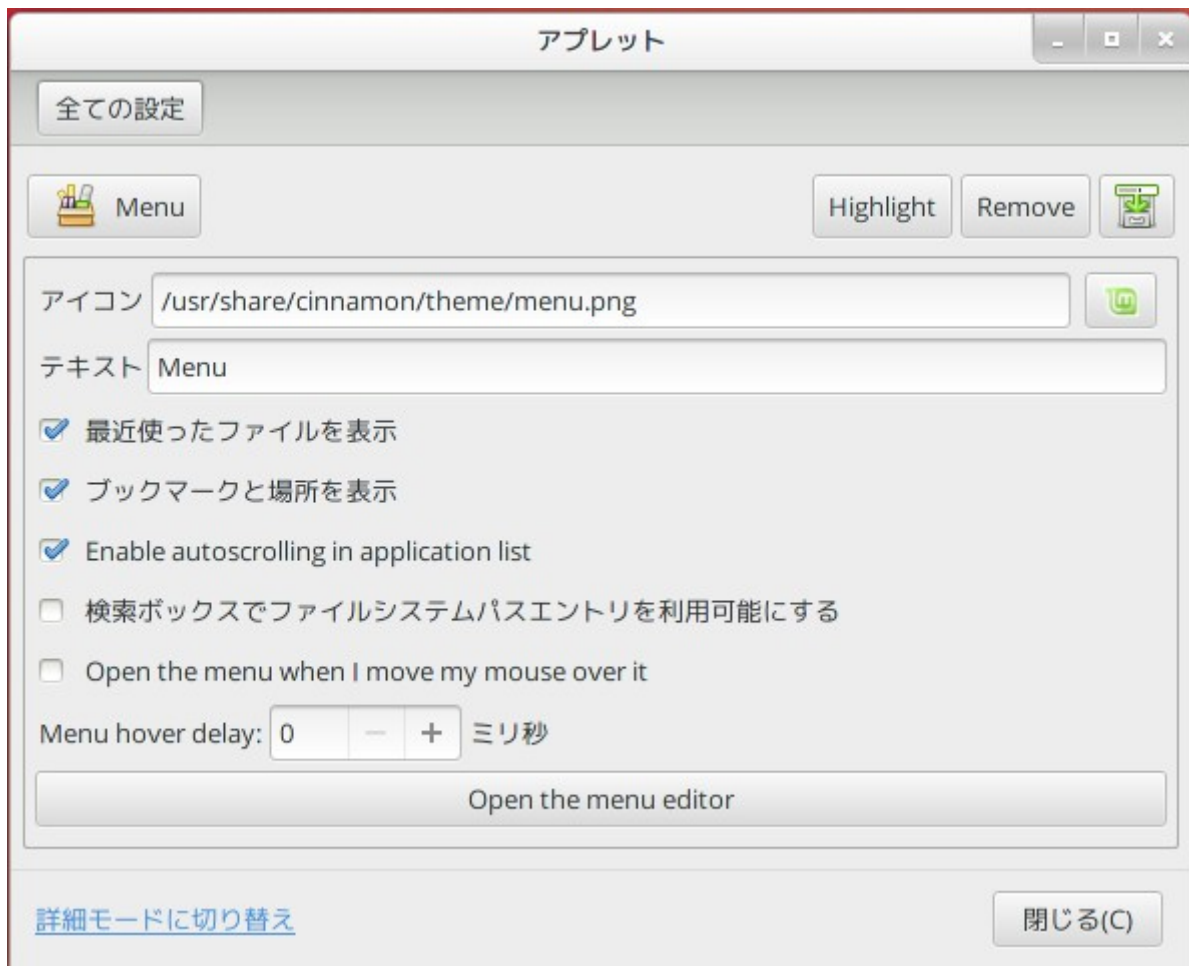 アプレット
全ての設定
Menu Highlight Remove
アイコン /usr/share/cinnamon/theme/menu.png
テキスト Menu
最近使ったファイルを表示
ブックマークと場所を表示
Enable autoscrolling in application list
検索ボックスでファイルシステムパスエントリを利用可能にする
Open the menu when I move my mouse over it
Menu hover delay: 0 − + ミリ秒
Open the menu editor
詳細モードに切り替え 閉じる(C)